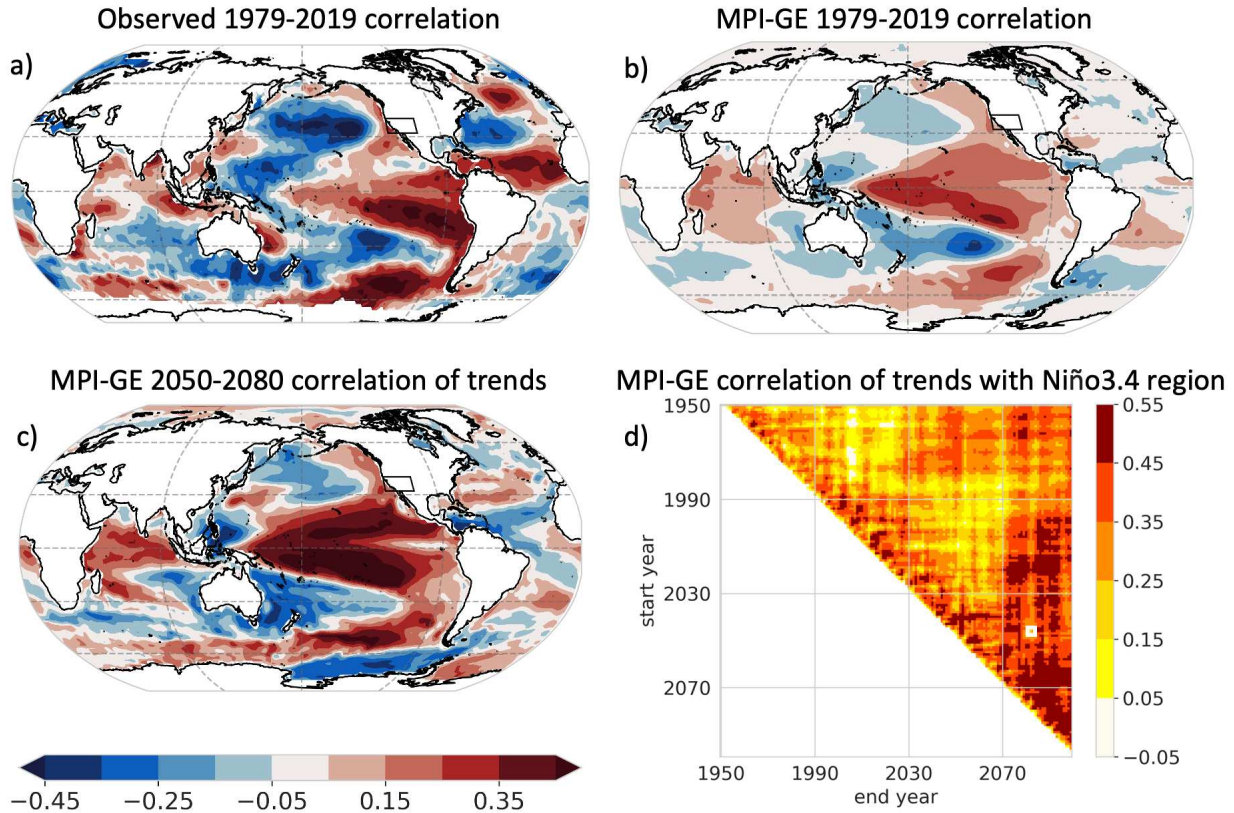 Observed 1979-2019 correlation
MPI-GE 1979-2019 correlation
a)
b)
MPI-GE 2050-2080 correlation of trends
MPI-GE correlation of trends with Niño3.4 region
c)
d)
1950
1990
2030
2070
start year
1950
1990
2030
2070
end year
0.55
0.45
0.35
0.25
0.15
0.05
−0.05
−0.45
−0.25
−0.05
0.15
0.35